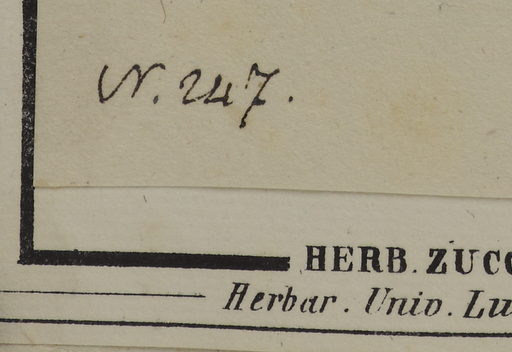 N. 247.
HERB. ZUCC
Herbar. Univ. Lu